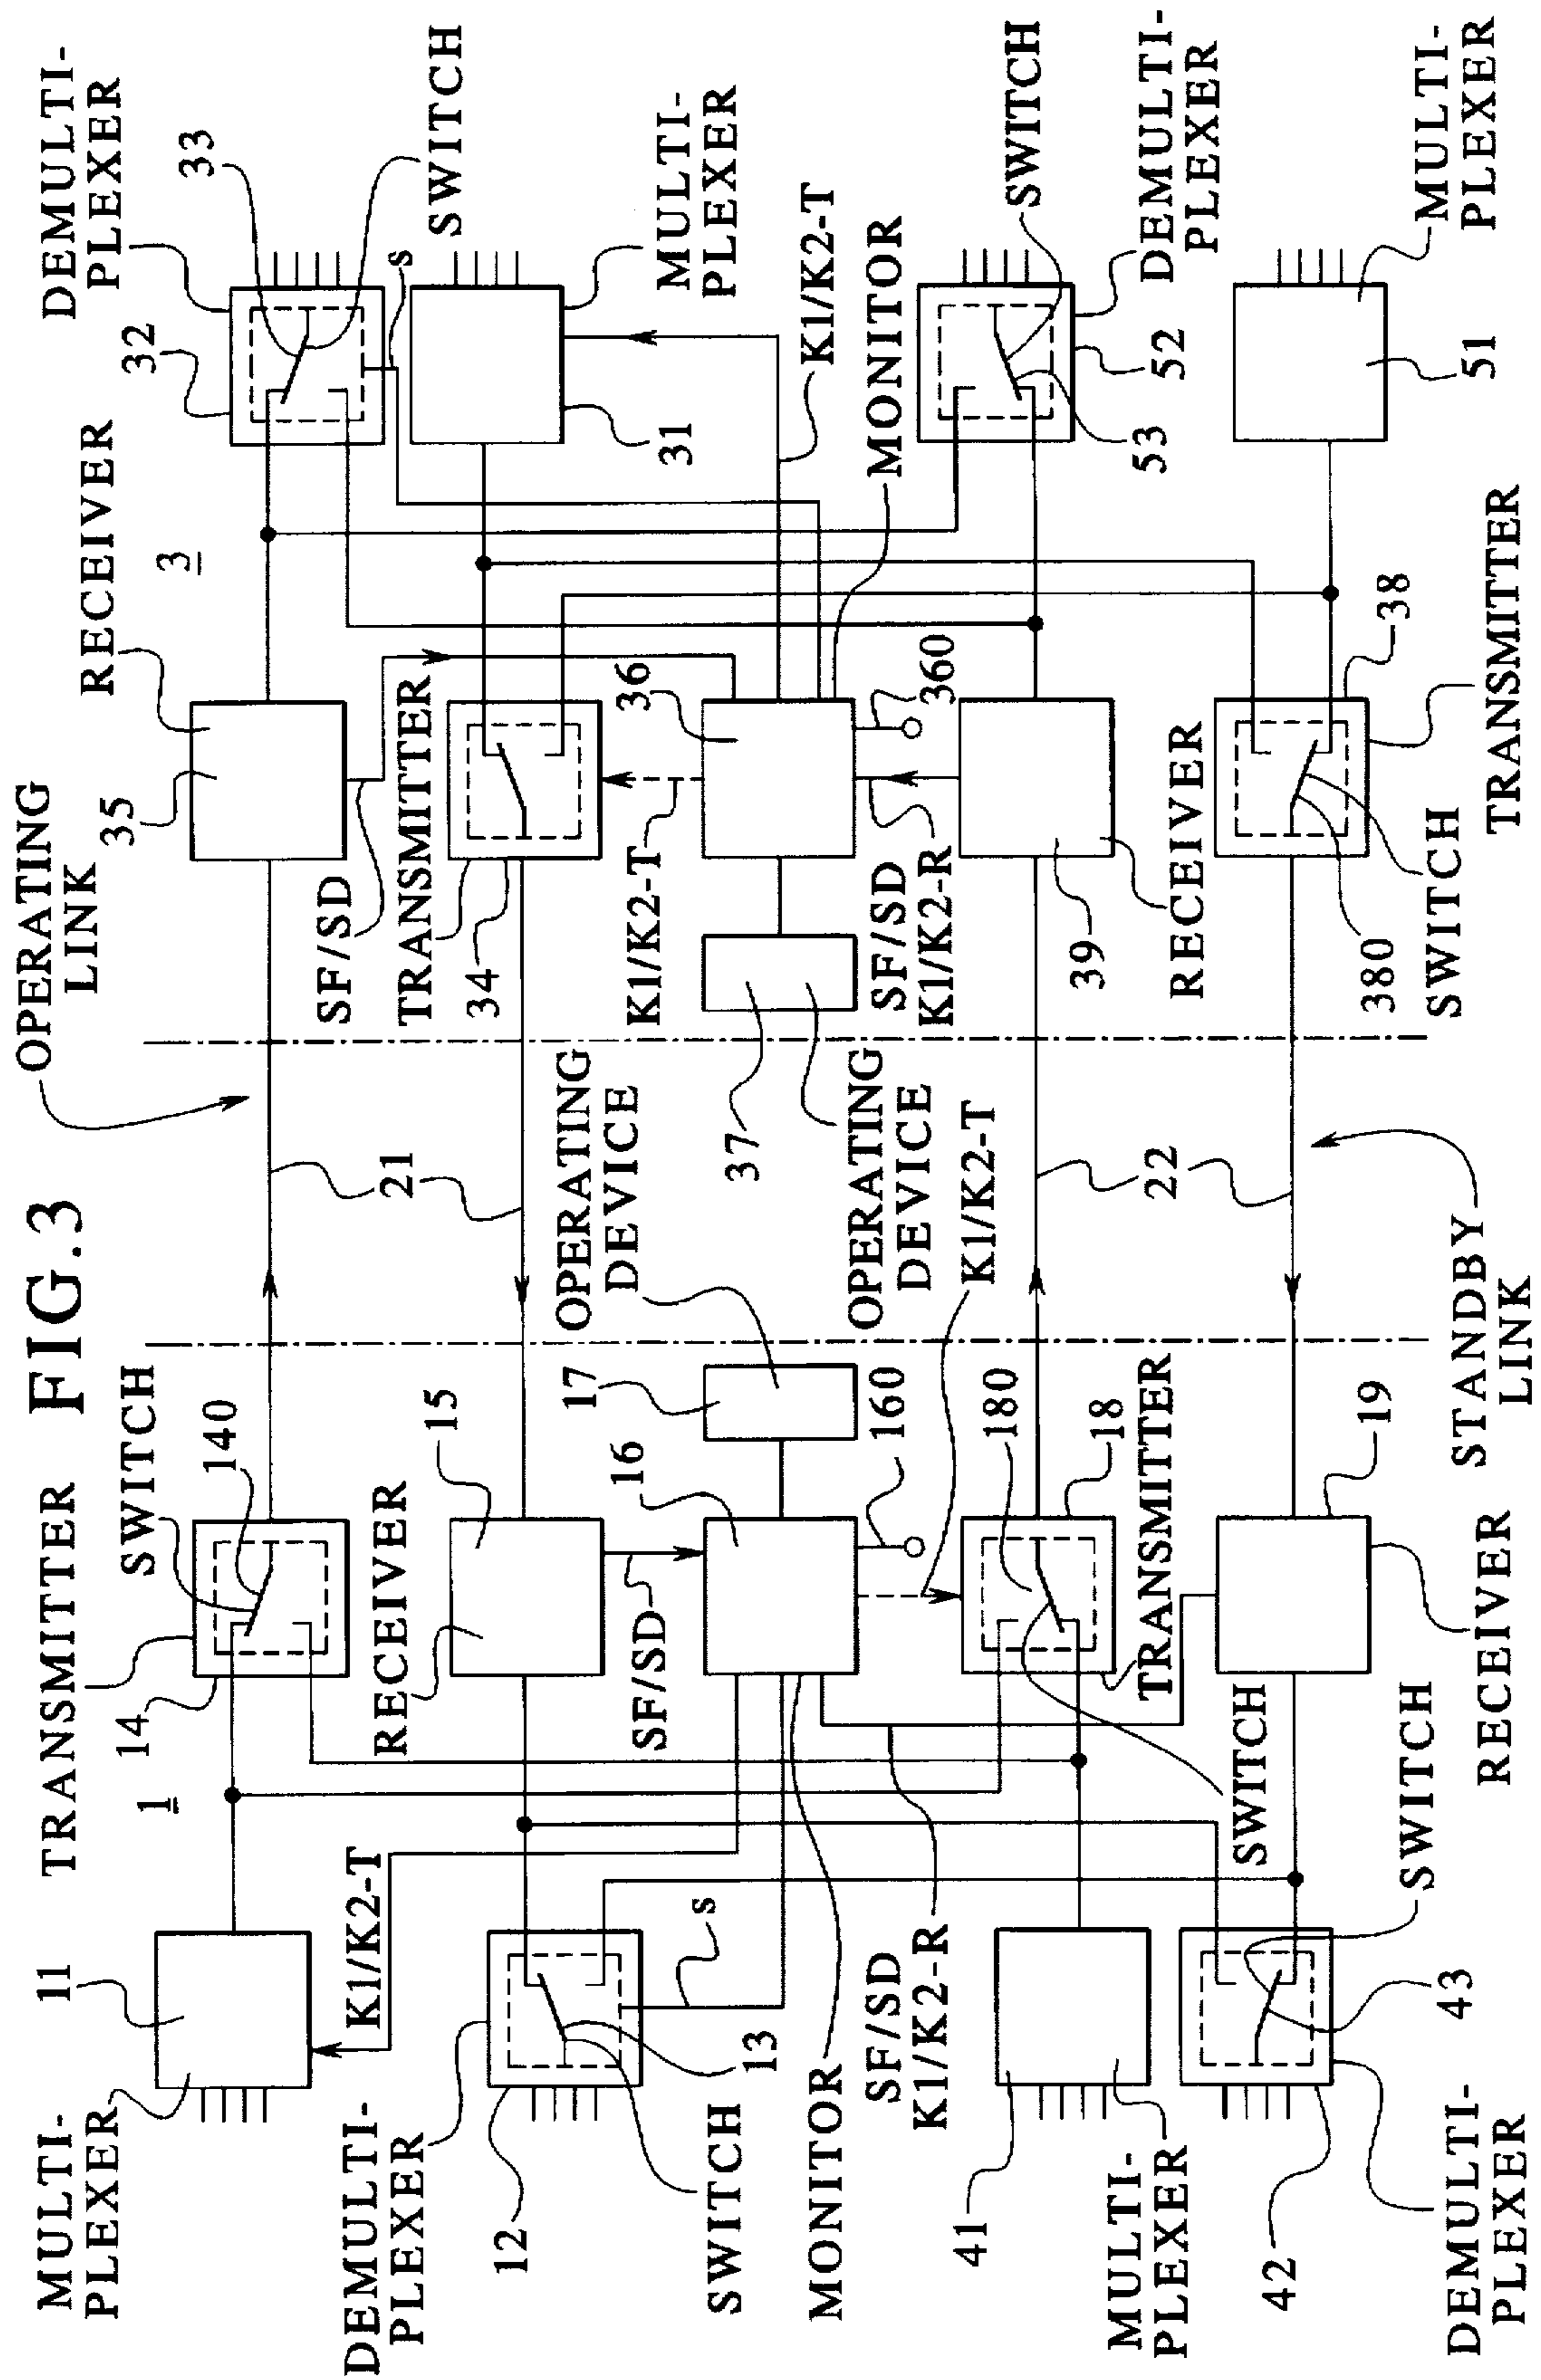 FIG.3
MULTI-
PLEXER
11
K1/K2-T
1
TRANSMITTER
14
SWITCH
140
OPERATING
LINK
21
RECEIVER
35
SF/SD
3
DEMULTI-
PLEXER
32
33
s
SWITCH
DEMULTI-
PLEXER
12
SWITCH
13
s
RECEIVER
15
SF/SD
TRANSMITTER
34
K1/K2-T
31
MULTI-
PLEXER
K1/K2-T
MONITOR
16
17
OPERATING
DEVICE
160
K1/K2-T
37
OPERATING
DEVICE
36
360
SF/SD
K1/K2-R
MONITOR
SF/SD
K1/K2-R
41
MULTI-
PLEXER
SWITCH
180
18
TRANSMITTER
22
39
RECEIVER
53
52
SWITCH
DEMULTI-
PLEXER
42
DEMULTI-
PLEXER
43
SWITCH
RECEIVER
19
STANDBY
LINK
380
SWITCH
38
TRANSMITTER
51
MULTI-
PLEXER